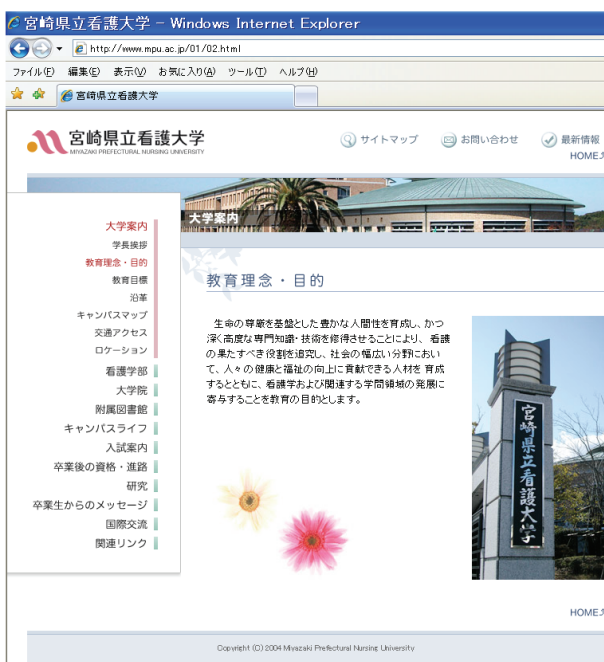 宮崎県立看護大学 - Windows Internet Explorer
http://www.mpu.ac.jp/01/02.html
ファイル(F) 編集(E) 表示(V) お気に入り(A) ツール(T) ヘルプ(H)
宮崎県立看護大学
宮崎県立看護大学
MIYAZAKI PREFECTURAL NURSING UNIVERSITY
サイトマップ お問い合わせ 最新情報
HOME
大学案内
大学案内
学長挨拶
教育理念・目的
教育目標
沿革
キャンパスマップ
交通アクセス
ロケーション
看護学部
大学院
附属図書館
キャンパスライフ
入試案内
卒業後の資格・進路
研究
卒業生からのメッセージ
国際交流
関連リンク
教育理念・目的
生命の尊厳を基盤とした豊かな人間性を育成し、かつ
深く高度な専門知識・技術を修得させることにより、看護
の果たすべき役割を追究し、社会の幅広い分野におい
て、人々の健康と福祉の向上に貢献できる人材を 育成
するとともに、看護学および関連する学問領域の発展に
寄与することを教育の目的とします。
宮崎県立看護大学
HOME
Copyright (C) 2004 Miyazaki Prefectural Nursing University